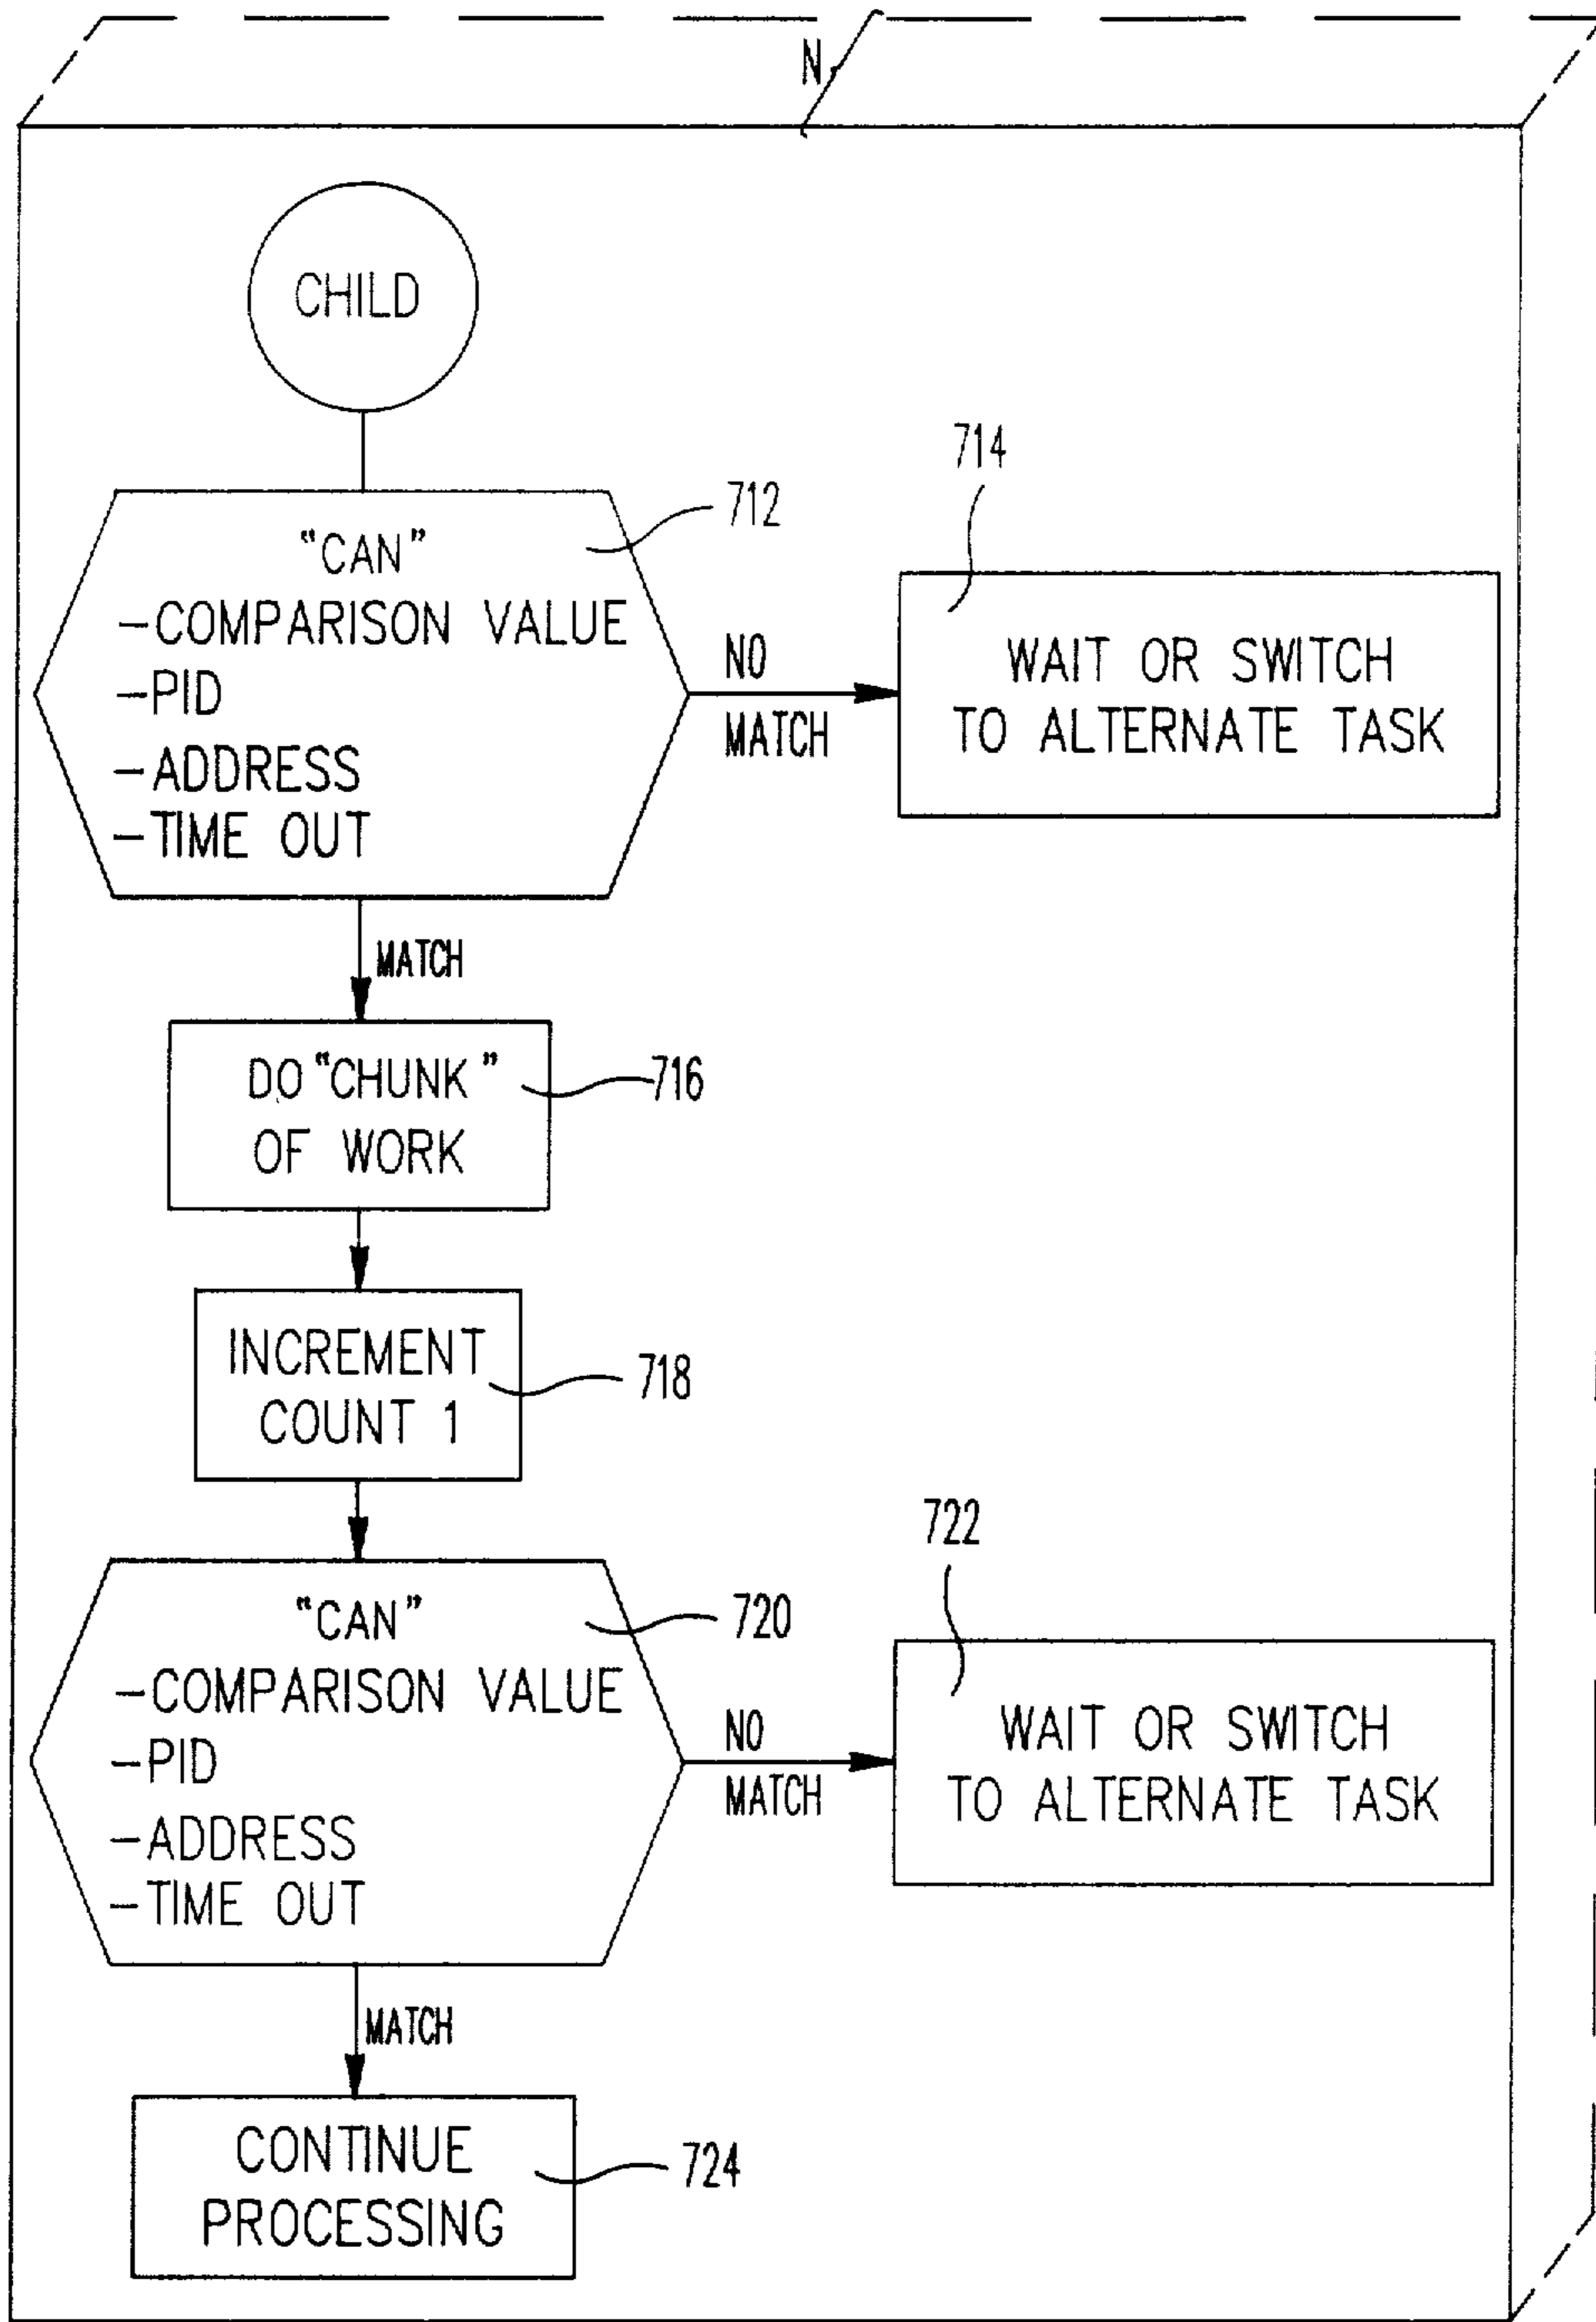 N
CHILD
712
"CAN"
-COMPARISON VALUE
-PID
-ADDRESS
-TIME OUT
NO
MATCH
714
WAIT OR SWITCH
TO ALTERNATE TASK
MATCH
DO "CHUNK"
OF WORK
716
INCREMENT
COUNT 1
718
"CAN"
-COMPARISON VALUE
-PID
-ADDRESS
-TIME OUT
720
NO
MATCH
722
WAIT OR SWITCH
TO ALTERNATE TASK
MATCH
CONTINUE
PROCESSING
724